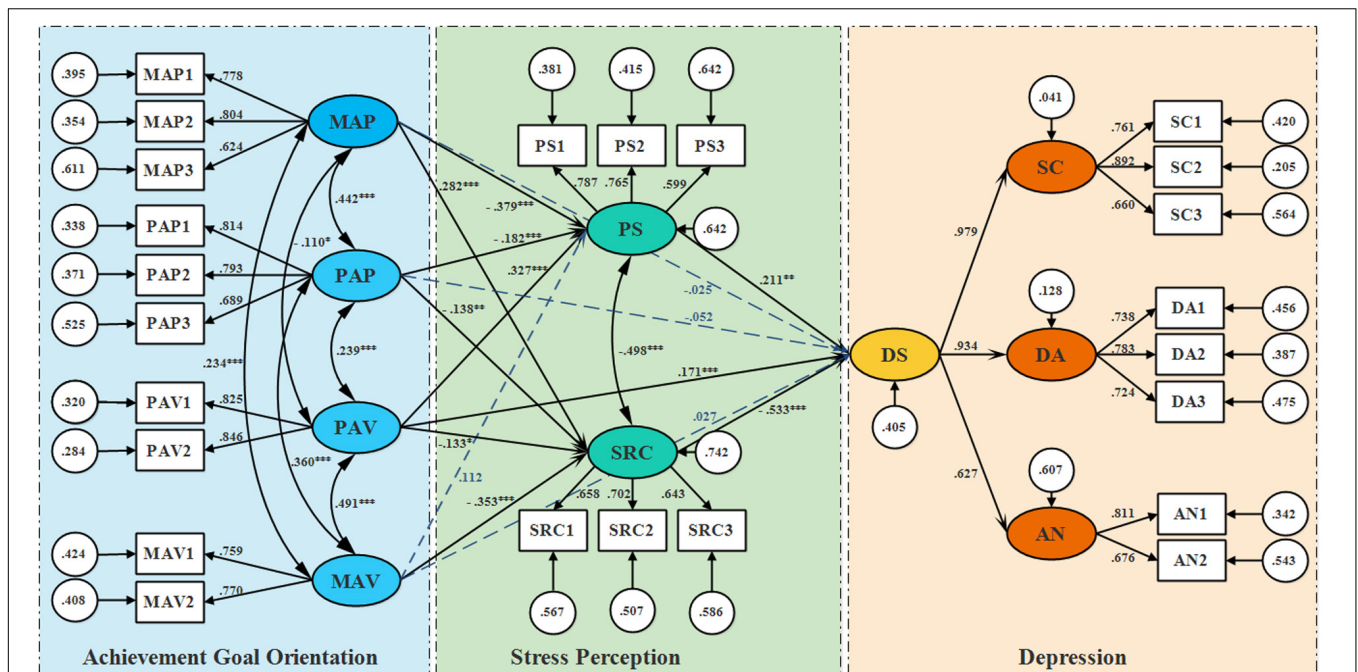 .395
MAP1
.778
.354
MAP2
.804
.611
MAP3
.624
MAP
.338
PAP1
.814
.371
PAP2
.793
.525
PAP3
.689
PAP
.320
PAV1
.825
.284
PAV2
.846
PAV
.424
MAV1
.759
.408
MAV2
.770
MAV
.442***
- .110*
.239***
.234***
.360***
.491***
Achievement Goal Orientation
.381
.415
.642
PS1
PS2
PS3
.787
.765
.599
PS
.642
.282***
- .379***
- .182***
.327***
- .138**
-.133*
.112
- .353***
-.498***
.211**
-.025
-.052
.171***
.027
- .533***
SRC
.742
.658
.702
.643
SRC1
SRC2
SRC3
.567
.507
.586
Stress Perception
DS
.405
.979
.934
.627
.041
SC
.761
SC1
.420
.892
SC2
.205
.660
SC3
.564
.128
DA
.738
DA1
.456
.783
DA2
.387
.724
DA3
.475
.607
AN
.811
AN1
.342
.676
AN2
.543
Depression